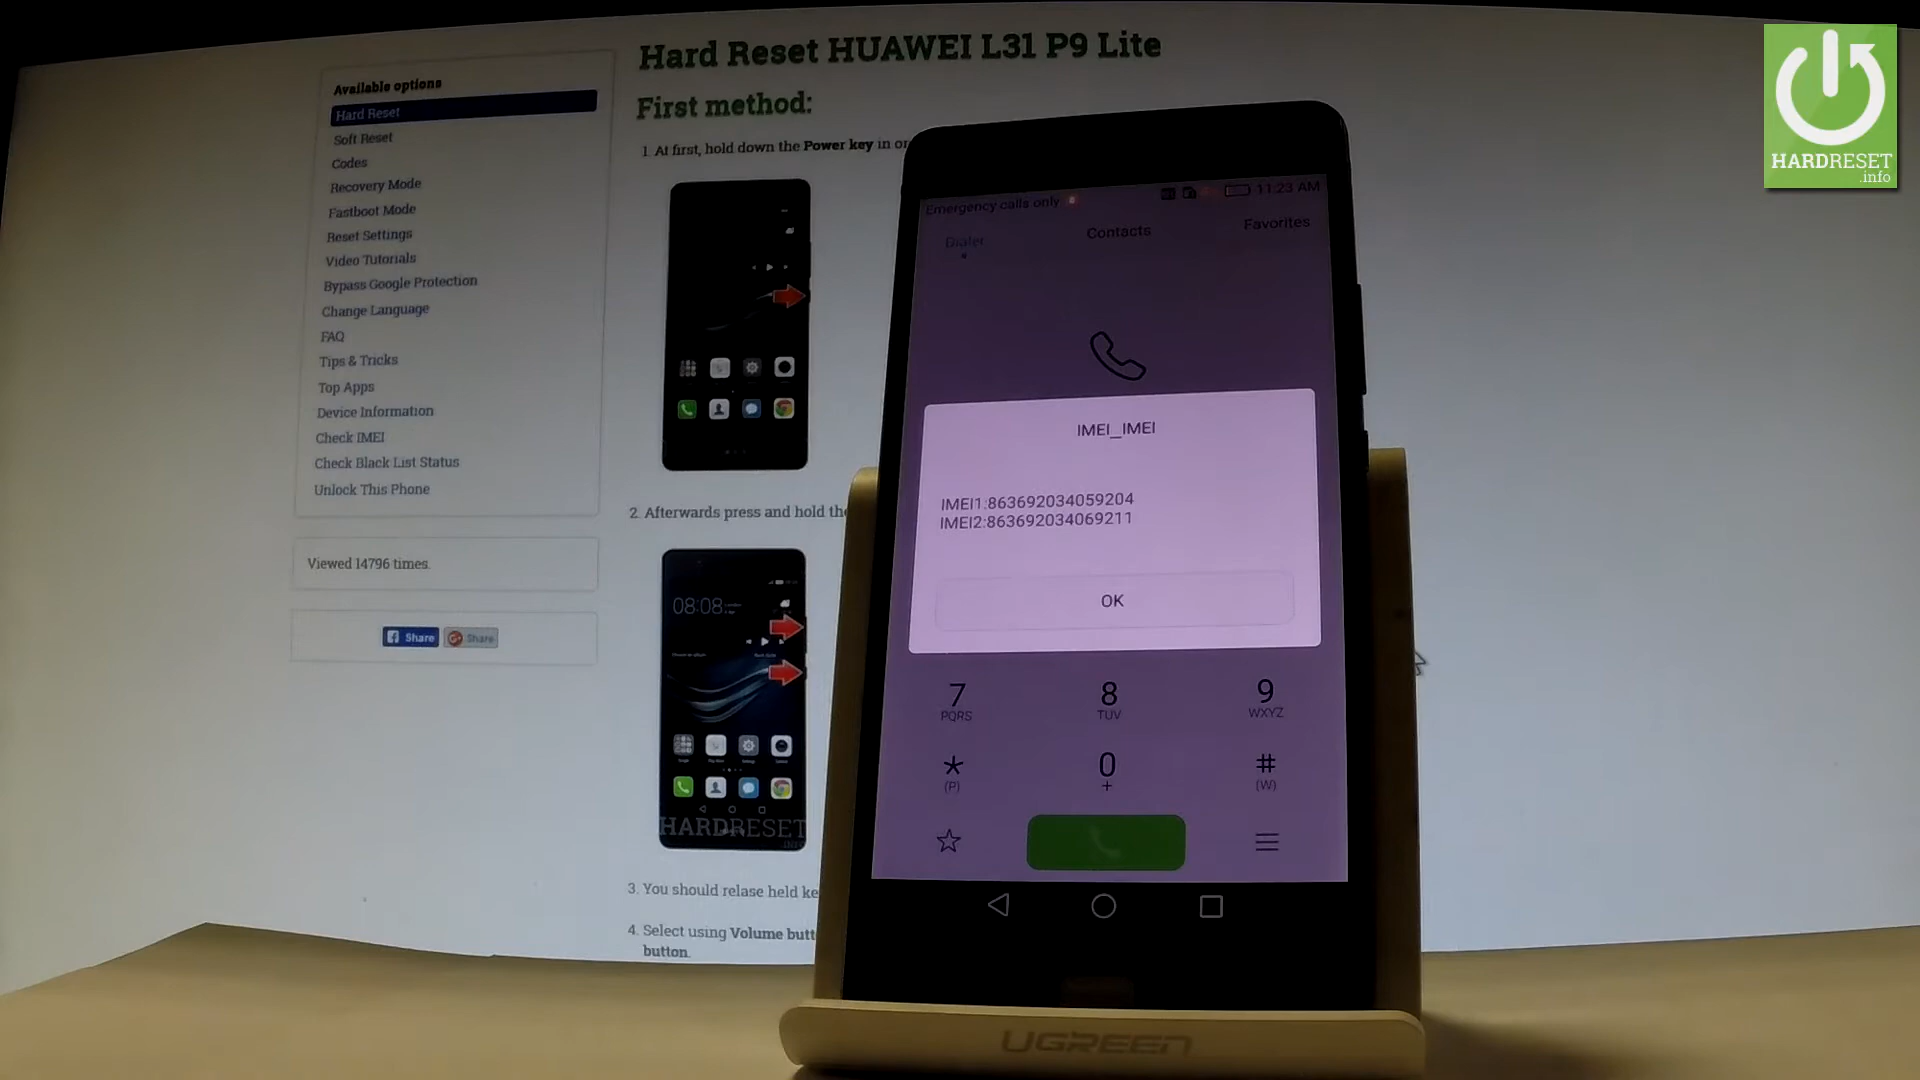 Hard Reset HUAWEI L31 P9 Lite
Available options
Hard Reset
Soft Reset
Codes
Recovery Mode
Fastboot Mode
Reset Settings
Video Tutorials
Bypass Google Protection
Change Language
FAQ
Tips & Tricks
Top Apps
Device Information
Check IMEI
Check Black List Status
Unlock This Phone
Viewed 14796 times.
Share
Share
First method:
1. At first, hold down the Power key in or
2. Afterwards press and hold the
08:08
HARDRESET
3. You should relase held ke
4. Select using Volume butt
button.
Emergency calls only
11:23 AM
Dialer
Contacts
Favorites
IMEI_IMEI
IMEI1:863692034059204
IMEI2:863692034069211
OK
7 8 9
PQRS TUV WXYZ
* 0 #
(P) + (W)
UGREEN
HARDRESET
.info